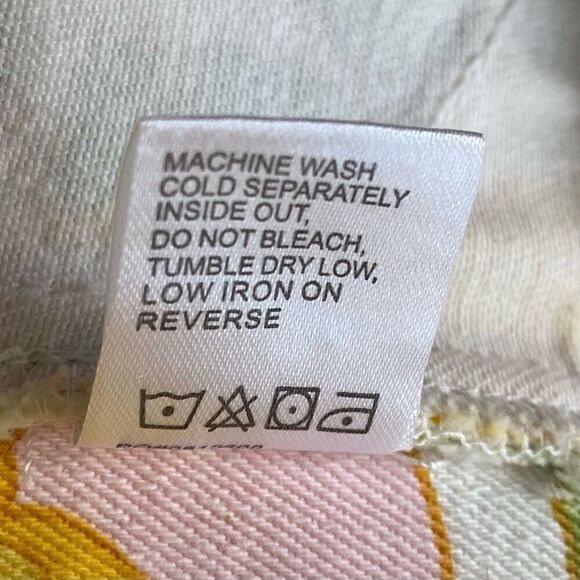 MACHINE WASH
COLD SEPARATELY
INSIDE OUT,
DO NOT BLEACH,
TUMBLE DRY LOW,
LOW IRON ON
REVERSE